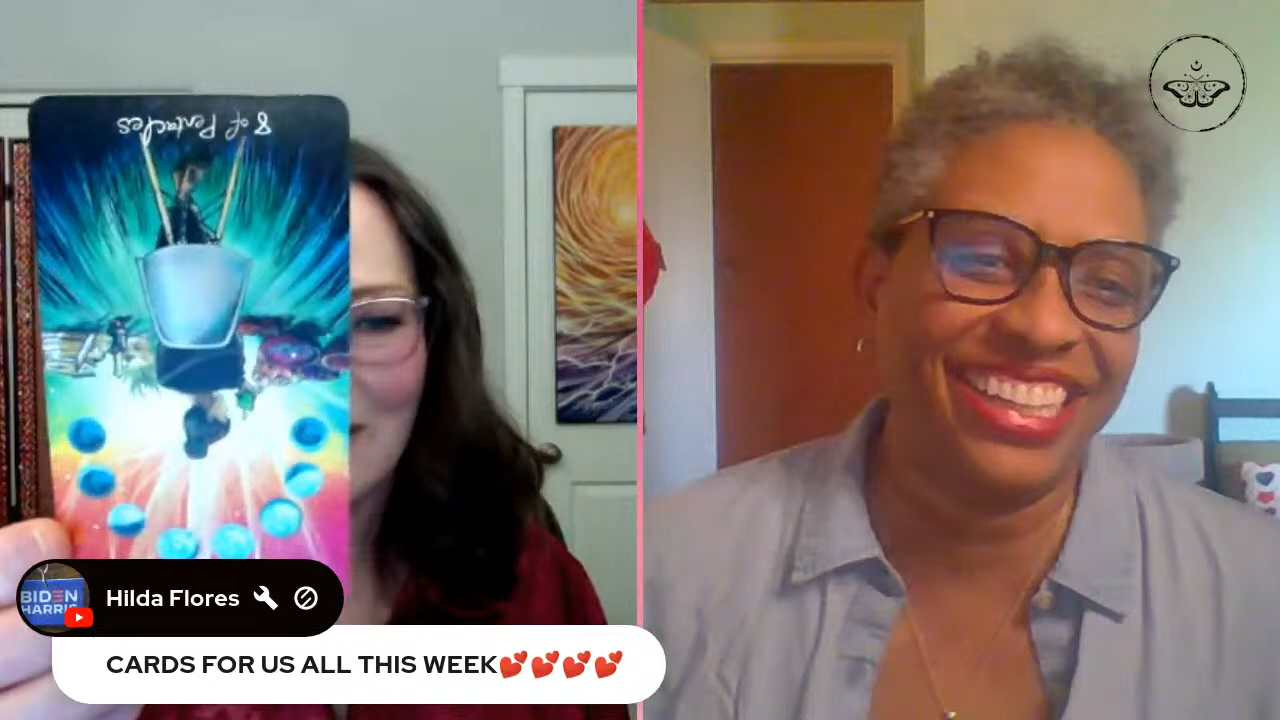 8 of Pentacles
BIDEN
HARRIS
Hilda Flores
CARDS FOR US ALL THIS WEEK💕💕💕💕